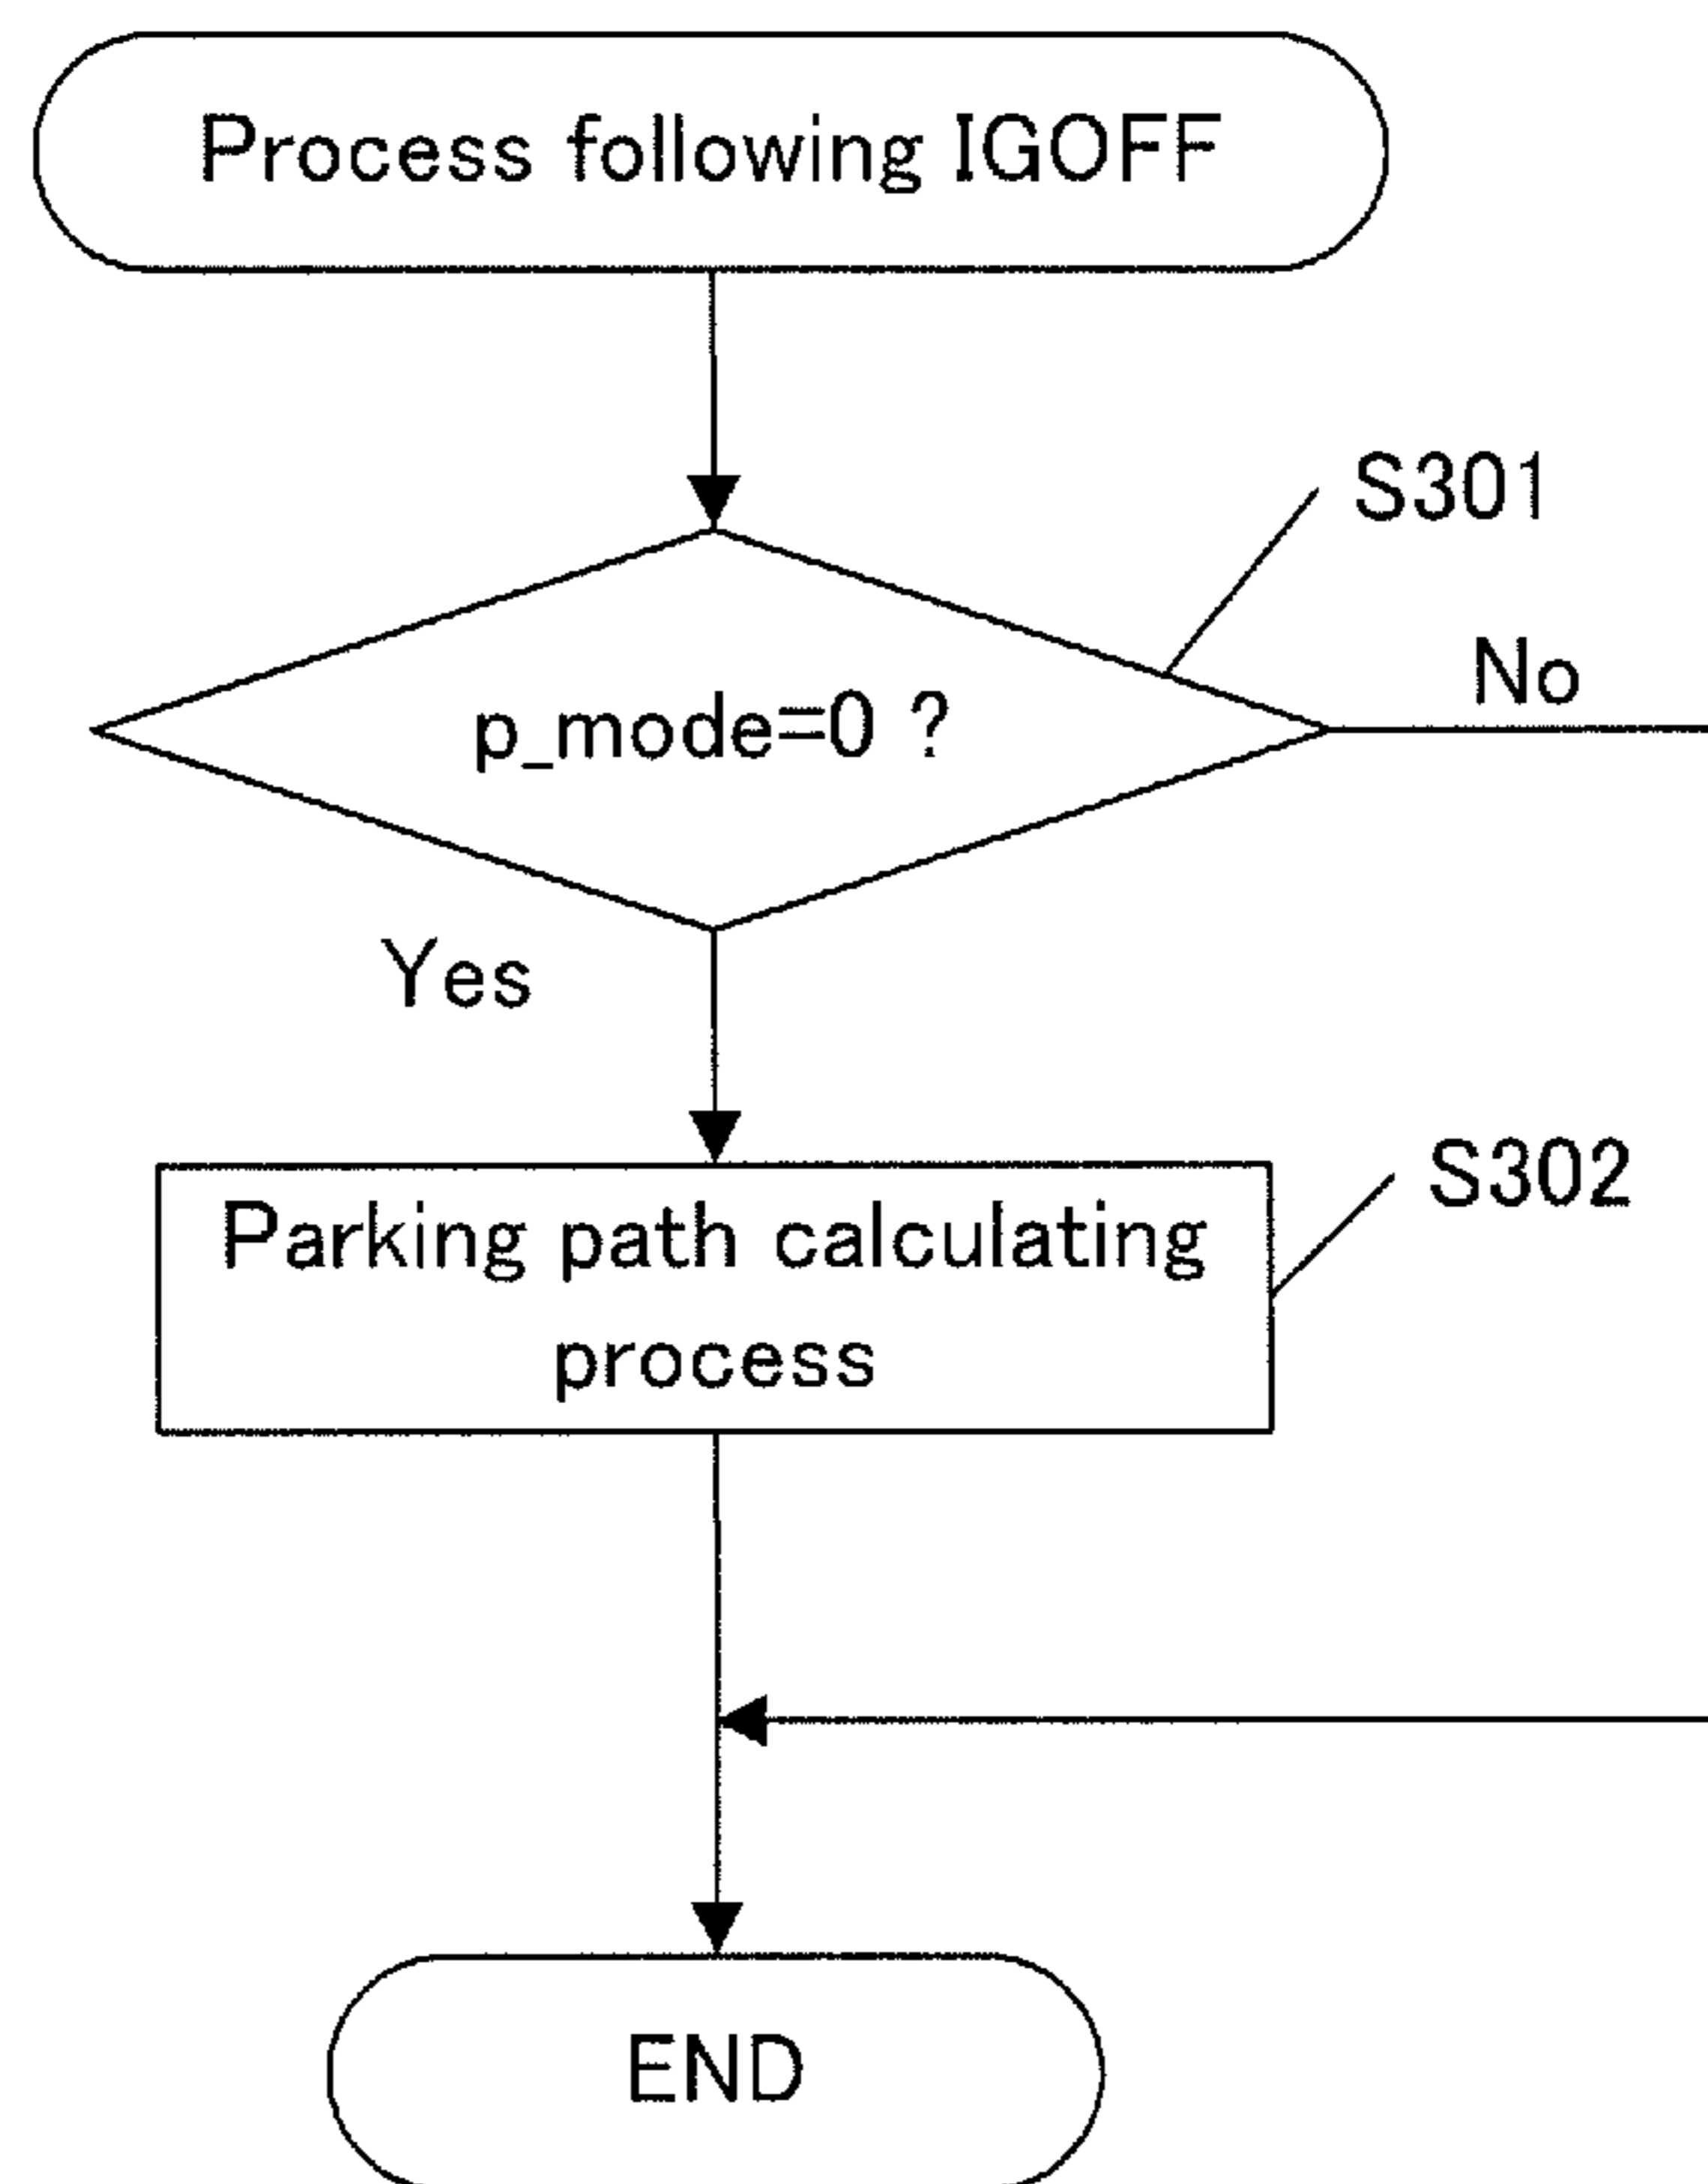 Process following IGOFF
S301
No
p_mode=0 ?
Yes
S302
Parking path calculating
process
END